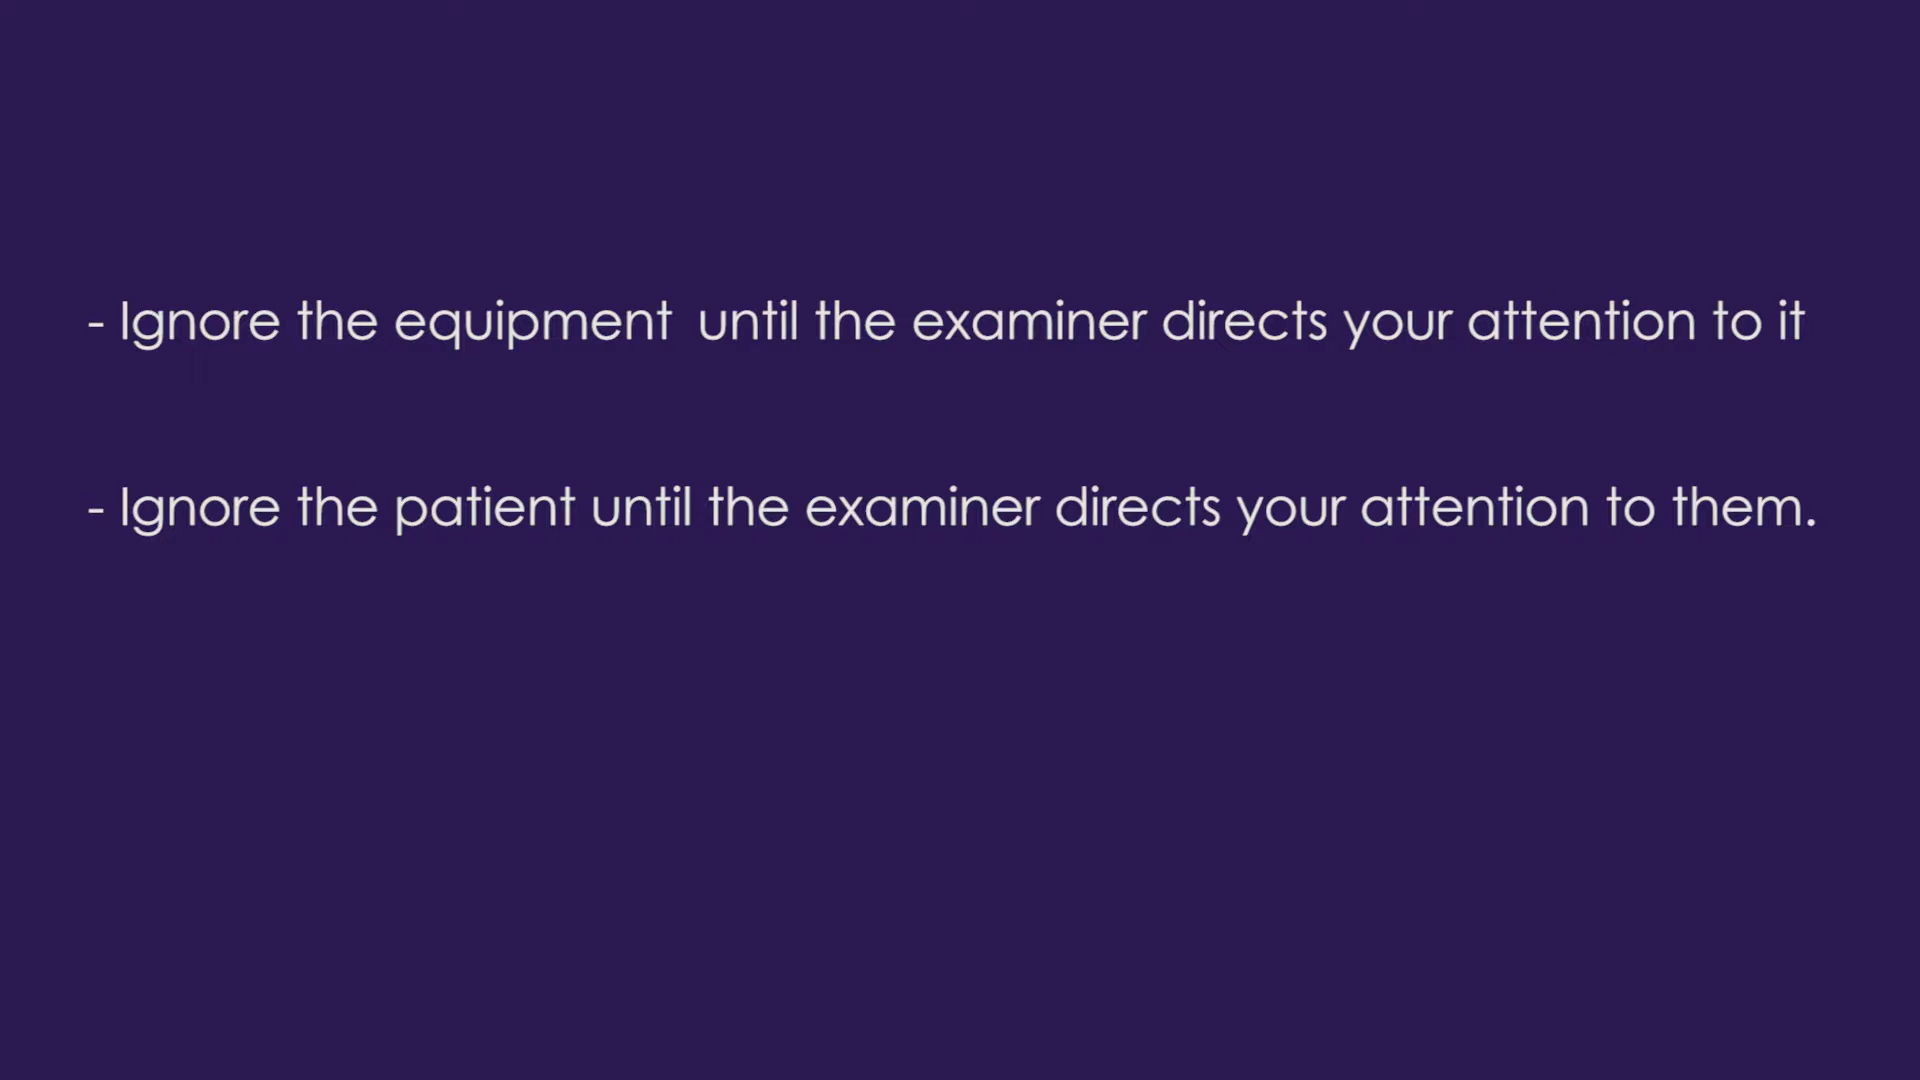 - Ignore the equipment until the examiner directs your attention to it
- Ignore the patient until the examiner directs your attention to them.